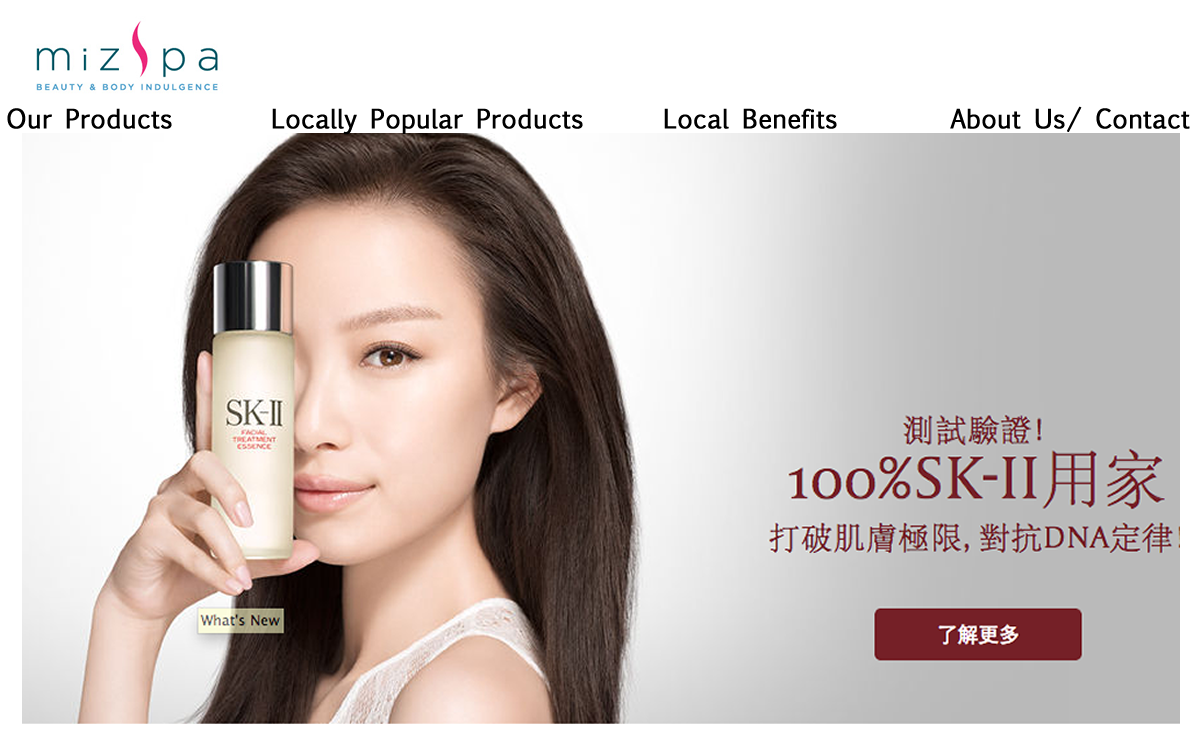 mizspa
BEAUTY & BODY INDULGENCE
Our Products
Locally Popular Products
Local Benefits
About Us/ Contact
SK-II
FACIAL
TREATMENT
ESSENCE
測試驗證!
100%SK-II用家
打破肌膚極限, 對抗DNA定律!
What's New
了解更多